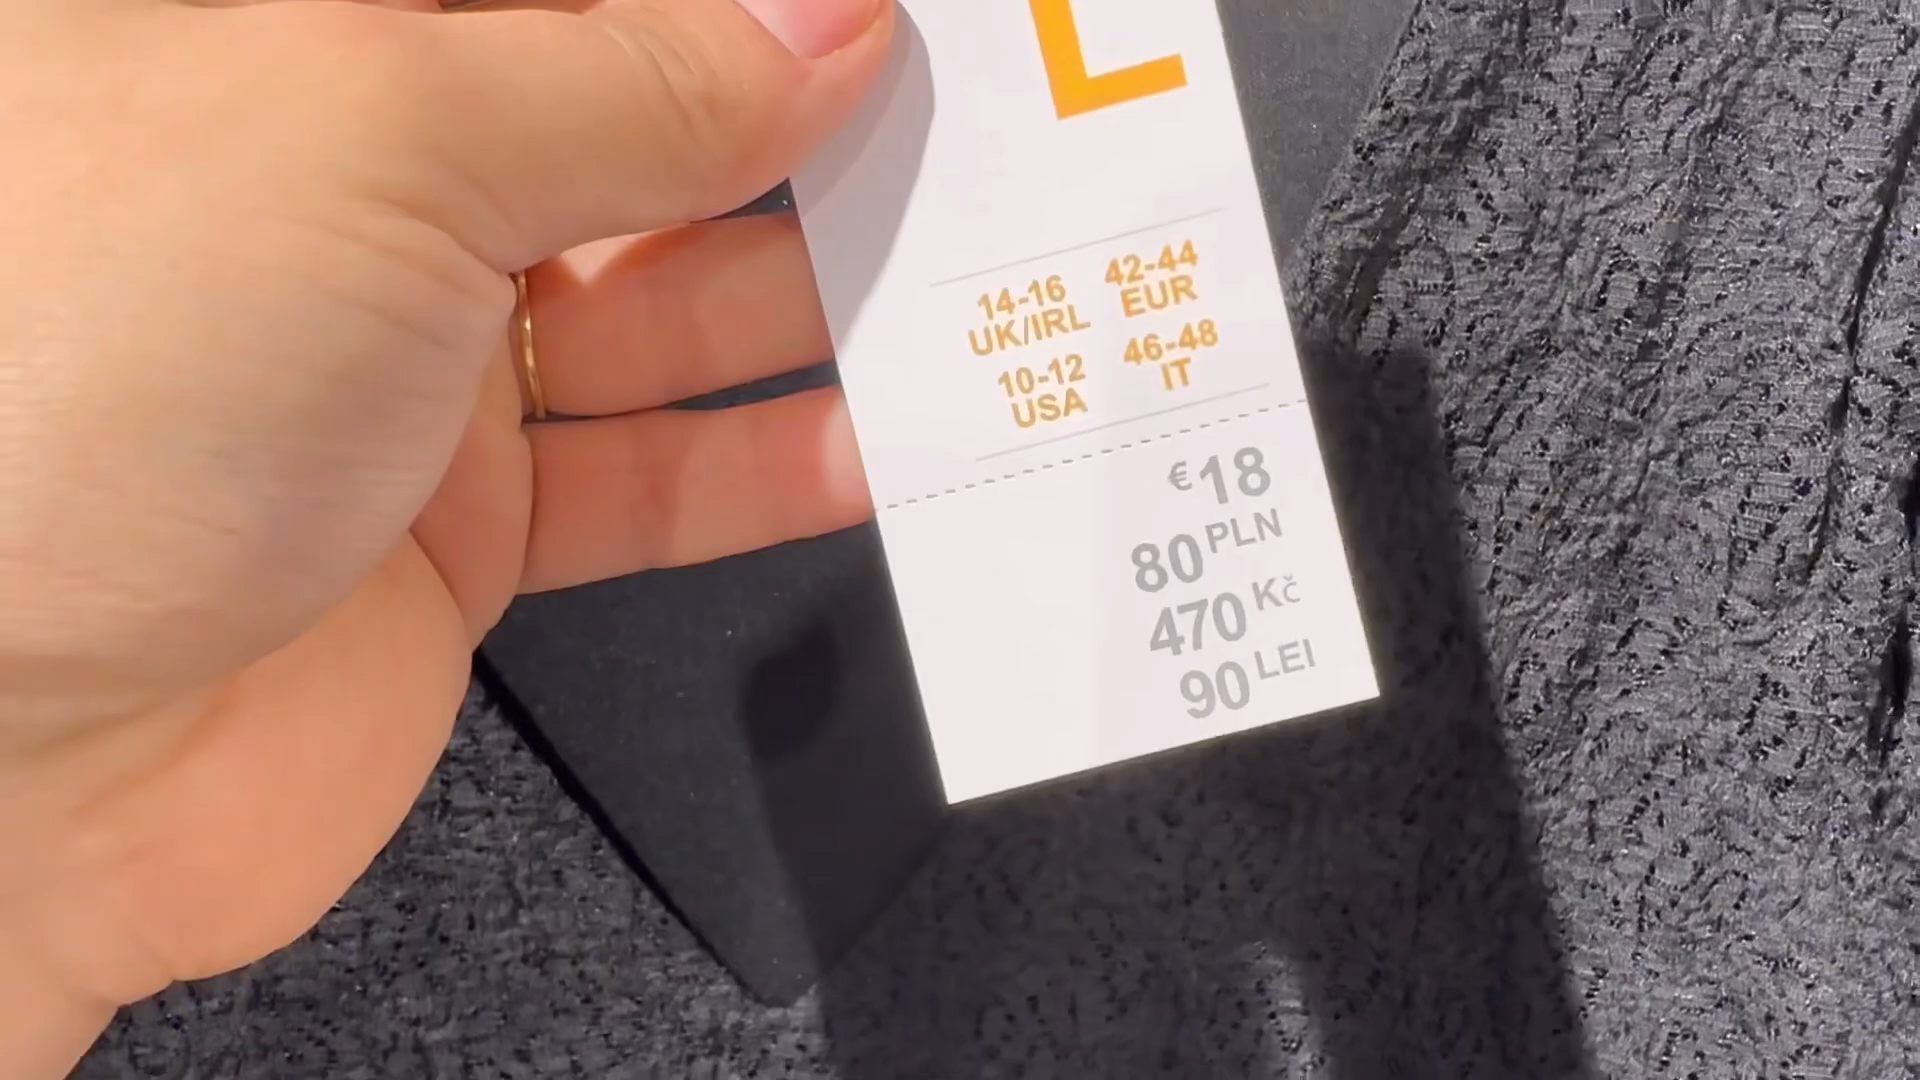 L
14-16 42-44
UK/IRL EUR
10-12 46-48
USA IT
€18
80 PLN
470 Kč
90 LEI